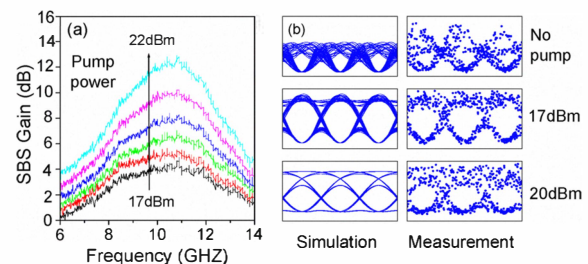 (a)
22dBm
Pump
power
17dBm
SBS Gain (dB)
16
14
12
10
8
6
4
2
0
6
8
10
12
14
Frequency (GHZ)
(b)
No
pump
17dBm
20dBm
Simulation
Measurement